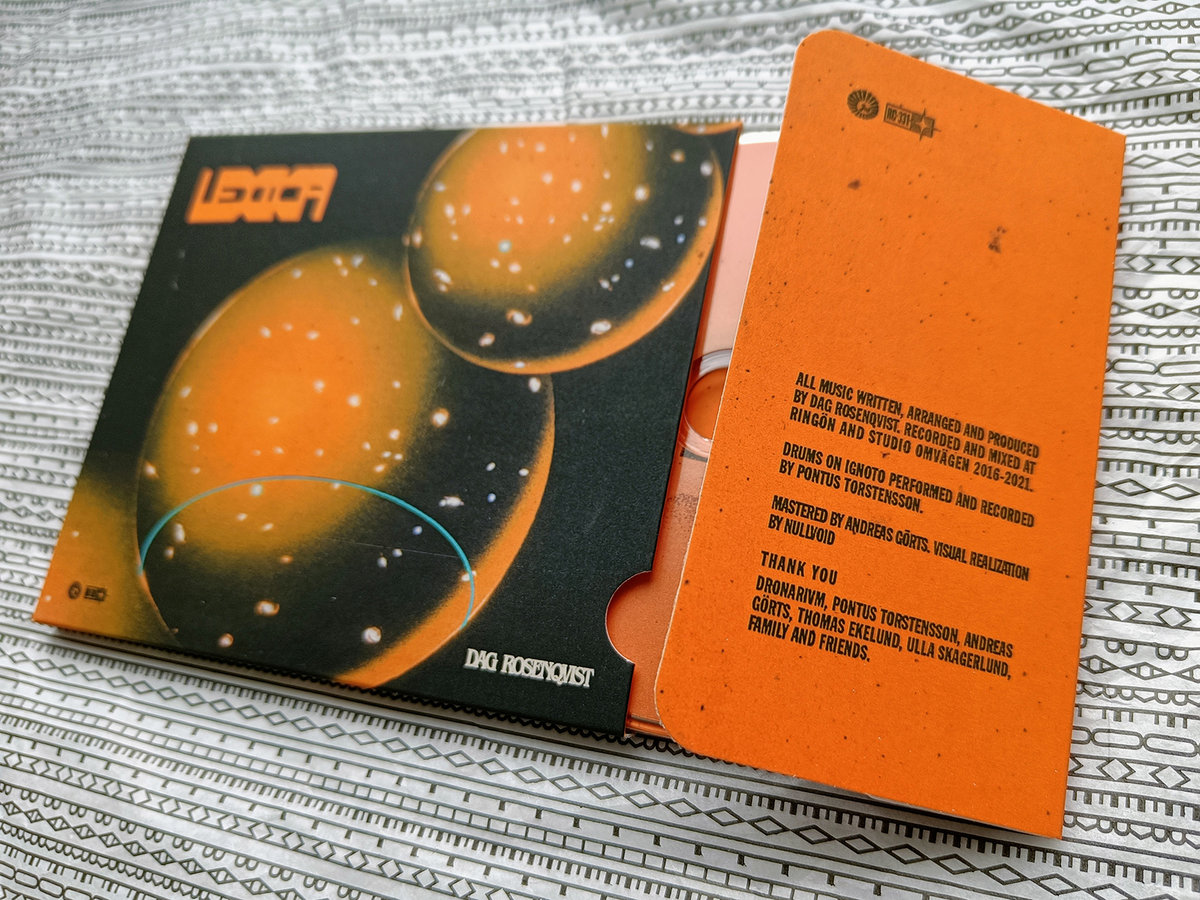 LEXICA
DAG ROSENQVIST
ALL MUSIC WRITTEN, ARRANGED AND PRODUCED
BY DAG ROSENQVIST. RECORDED AND MIXED AT
RINGÖN AND STUDIO OMVÄGEN 2016-2021.
DRUMS ON IGNOTO PERFORMED AND RECORDED
BY PONTUS TORSTENSSON.
MASTERED BY ANDREAS GÖRTS. VISUAL REALIZATION
BY NULLVOID
THANK YOU
DRONARIVM, PONTUS TORSTENSSON, ANDREAS
GÖRTS, THOMAS EKELUND, ULLA SKAGERLUND,
FAMILY AND FRIENDS.